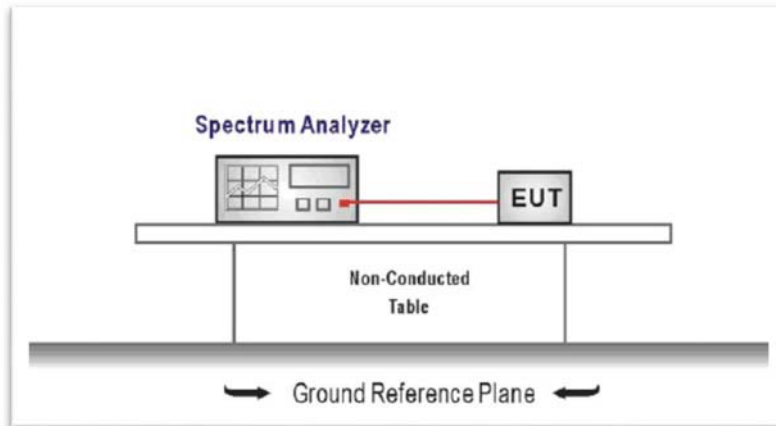 Spectrum Analyzer
EUT
Non-Conducted
Table
Ground Reference Plane